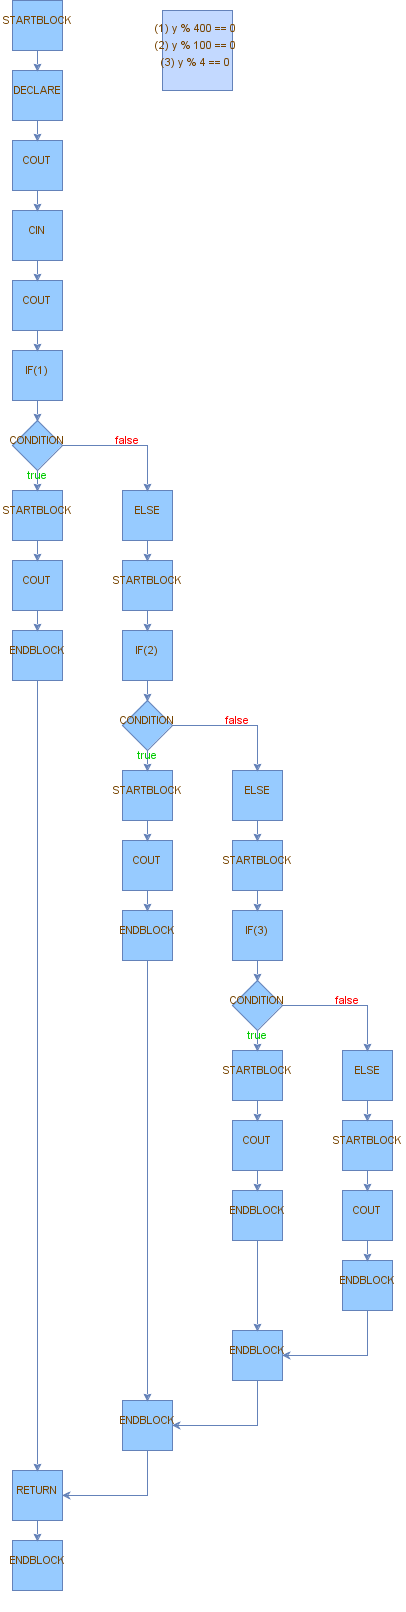 STARTBLOCK
(1) y % 400 == 0
(2) y % 100 == 0
(3) y % 4 == 0
DECLARE
COUT
CIN
COUT
IF(1)
CONDITION
false
true
STARTBLOCK
ELSE
COUT
STARTBLOCK
ENDBLOCK
IF(2)
CONDITION
false
true
STARTBLOCK
ELSE
COUT
STARTBLOCK
ENDBLOCK
IF(3)
CONDITION
false
true
STARTBLOCK
ELSE
COUT
STARTBLOCK
ENDBLOCK
COUT
ENDBLOCK
ENDBLOCK
ENDBLOCK
RETURN
ENDBLOCK